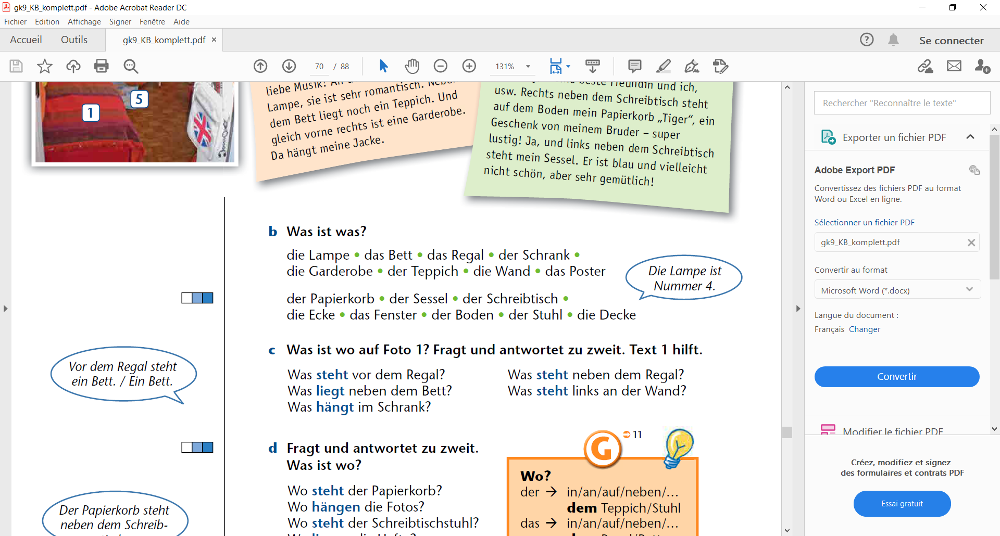 gk9_KB_komplett.pdf - Adobe Acrobat Reader DC
Fichier Edition Affichage Signer Fenêtre Aide
Accueil Outils gk9_KB_komplett.pdf × ? Se connecter
70 / 88 131%
liebe Musik!
Lampe, sie ist sehr romantisch. Neben
dem Bett liegt noch ein Teppich. Und
gleich vorne rechts ist eine Garderobe.
Da hängt meine Jacke.
beste Freundin und ich,
usw. Rechts neben dem Schreibtisch steht
auf dem Boden mein Papierkorb „Tiger“, ein
Geschenk von meinem Bruder – super
lustig! Ja, und links neben dem Schreibtisch
steht mein Sessel. Er ist blau und vielleicht
nicht schön, aber sehr gemütlich!
1
5
b Was ist was?
die Lampe • das Bett • das Regal • der Schrank •
die Garderobe • der Teppich • die Wand • das Poster
der Papierkorb • der Sessel • der Schreibtisch •
die Ecke • das Fenster • der Boden • der Stuhl • die Decke
Die Lampe ist
Nummer 4.
c Was ist wo auf Foto 1? Fragt und antwortet zu zweit. Text 1 hilft.
Vor dem Regal steht
ein Bett. / Ein Bett.
Was steht vor dem Regal?
Was liegt neben dem Bett?
Was hängt im Schrank?
Was steht neben dem Regal?
Was steht links an der Wand?
d Fragt und antwortet zu zweit.
Was ist wo?
Wo steht der Papierkorb?
Wo hängen die Fotos?
Wo steht der Schreibtischstuhl?
Der Papierkorb steht
neben dem Schreib-
G
11
Wo?
der → in/an/auf/neben/...
dem Teppich/Stuhl
das → in/an/auf/neben/...
Rechercher "Reconnaître le texte"
Exporter un fichier PDF
Adobe Export PDF
Convertissez des fichiers PDF au format
Word ou Excel en ligne.
Sélectionner un fichier PDF
gk9_KB_komplett.pdf
Convertir au format
Microsoft Word (*.docx)
Langue du document :
Français Changer
Convertir
Modifier le fichier PDF
Créez, modifiez et signez
des formulaires et contrats PDF
Essai gratuit